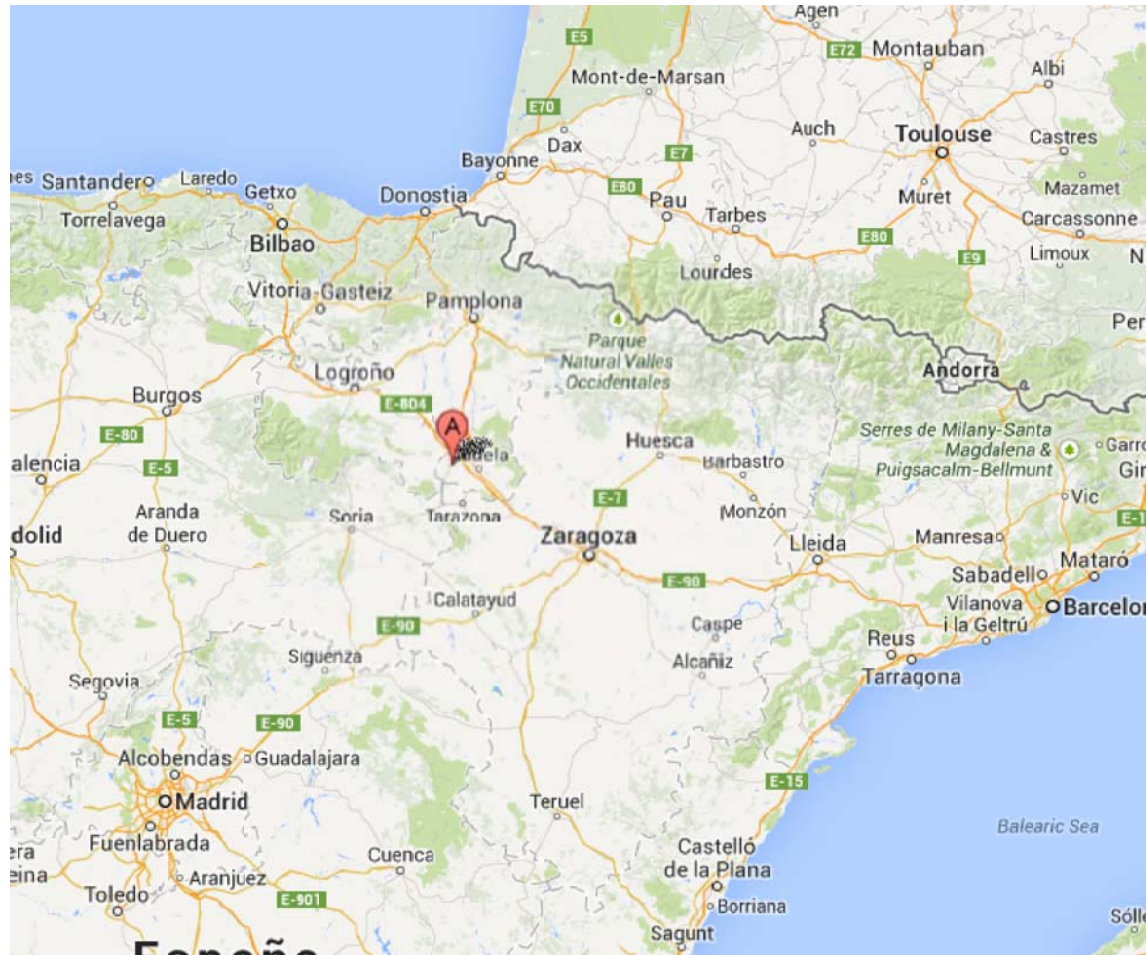 Agen
E5
E72
Montauban
Mont-de-Marsan
Albi
E70
Auch
Toulouse
Castres
Dax
E7
Bayonne
E80
Mazamet
Santander
Laredo
Getxo
Donostia
Pau
Tarbes
Muret
Torrelavega
Carcassonne
Bilbao
E80
E9
Limoux
Lourdes
Vitoria-Gasteiz
Pamplona
Parque
Natural Valles
Occidentales
Andorra
Logroño
Burgos
E-804
A
E-80
Huesca
Serres de Milany-Santa
Magdalena &
Puigsacalm-Bellmunt
E-5
Barbastro
Vic
E-7
Aranda
de Duero
Soria
Tarazona
Monzón
Zaragoza
Lleida
Manresa
E-90
Sabadell
Mataró
Calatayud
Vilanova
i la Geltrú
Barcelon
E-90
Caspe
Reus
Siguenza
Alcañiz
Tarragona
Segovia
E-5
E-90
Alcobendas
Guadalajara
E-15
Madrid
Teruel
Balearic Sea
Fuenlabrada
Castelló
de la Plana
Cuenca
Aranjuez
Toledo
E-901
Borriana
Sagunt
España